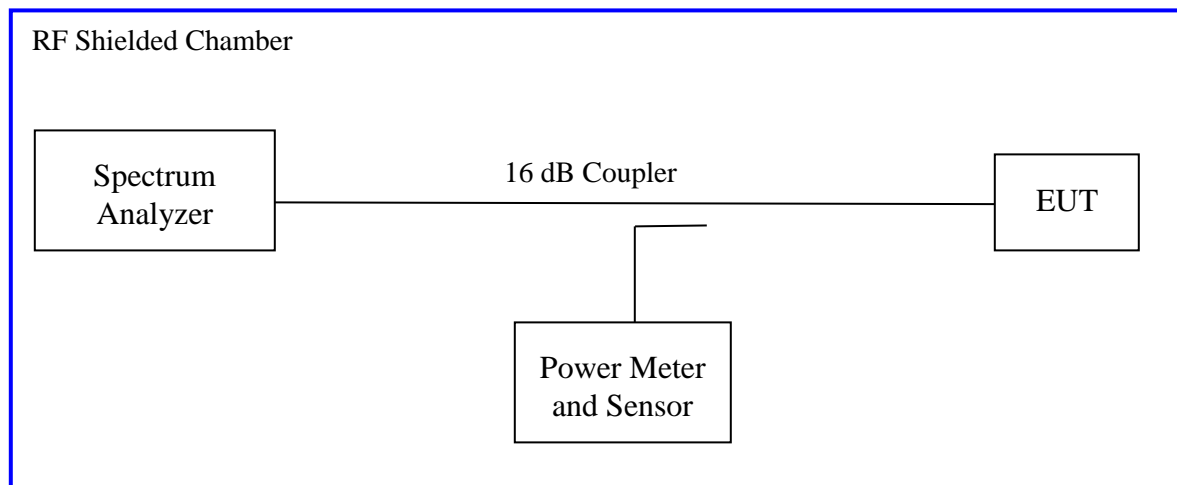 RF Shielded Chamber
Spectrum
Analyzer
16 dB Coupler
EUT
Power Meter
and Sensor